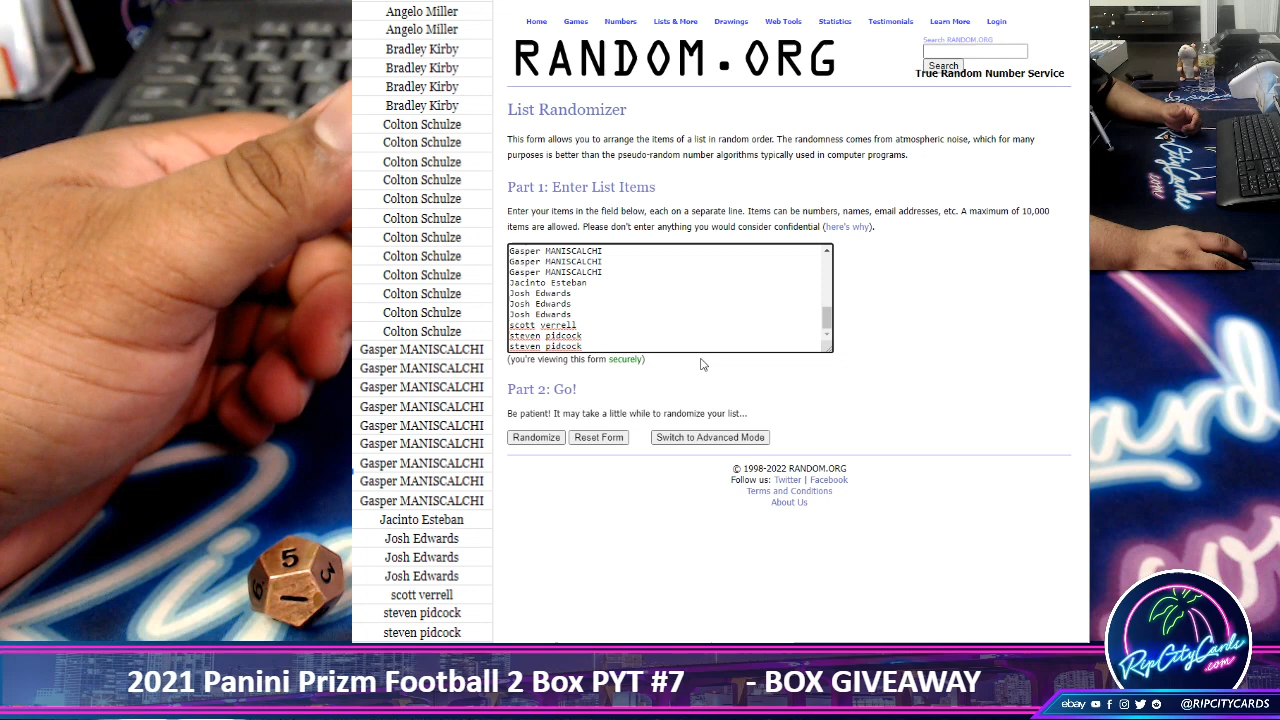 Angelo Miller
Angelo Miller
Bradley Kirby
Bradley Kirby
Bradley Kirby
Bradley Kirby
Colton Schulze
Colton Schulze
Colton Schulze
Colton Schulze
Colton Schulze
Colton Schulze
Colton Schulze
Colton Schulze
Colton Schulze
Colton Schulze
Colton Schulze
Colton Schulze
Gasper MANISCALCHI
Gasper MANISCALCHI
Gasper MANISCALCHI
Gasper MANISCALCHI
Gasper MANISCALCHI
Gasper MANISCALCHI
Gasper MANISCALCHI
Gasper MANISCALCHI
Gasper MANISCALCHI
Jacinto Esteban
Josh Edwards
Josh Edwards
Josh Edwards
scott verrell
steven pidcock
steven pidcock
Home Games Numbers Lists & More Drawings Web Tools Statistics Testimonials Learn More Login
RANDOM.ORG
Search RANDOM.ORG
Search
True Random Number Service
List Randomizer
This form allows you to arrange the items of a list in random order. The randomness comes from atmospheric noise, which for many
purposes is better than the pseudo-random number algorithms typically used in computer programs.
Part 1: Enter List Items
Enter your items in the field below, each on a separate line. Items can be numbers, names, email addresses, etc. A maximum of 10,000
items are allowed. Please don't enter anything you would consider confidential (here's why).
Gasper MANISCALCHI
Gasper MANISCALCHI
Gasper MANISCALCHI
Jacinto Esteban
Josh Edwards
Josh Edwards
Josh Edwards
scott verrell
steven pidcock
steven pidcock
(you're viewing this form securely)
Part 2: Go!
Be patient! It may take a little while to randomize your list...
Randomize Reset Form Switch to Advanced Mode
© 1998-2022 RANDOM.ORG
Follow us: Twitter | Facebook
Terms and Conditions
About Us
5
3
1
2021 Panini Prizm Football 2 Box PYT #7 - BOX GIVEAWAY
RipCityCards
.com
ebay @RIPCITYCARDS